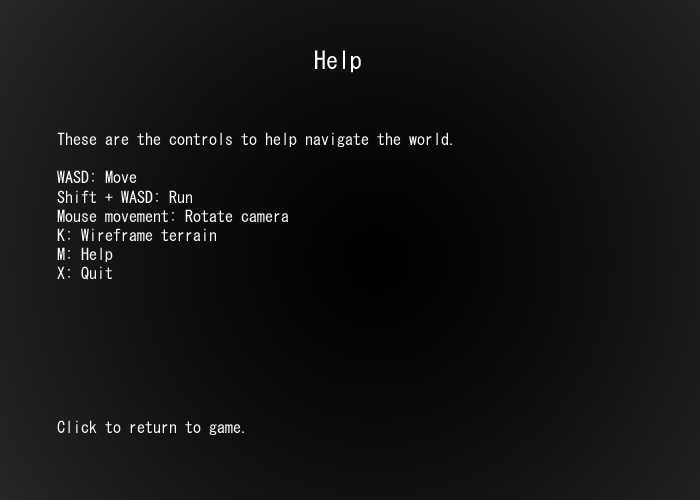 Help
These are the controls to help navigate the world.
WASD: Move
Shift + WASD: Run
Mouse movement: Rotate camera
K: Wireframe terrain
M: Help
X: Quit
Click to return to game.